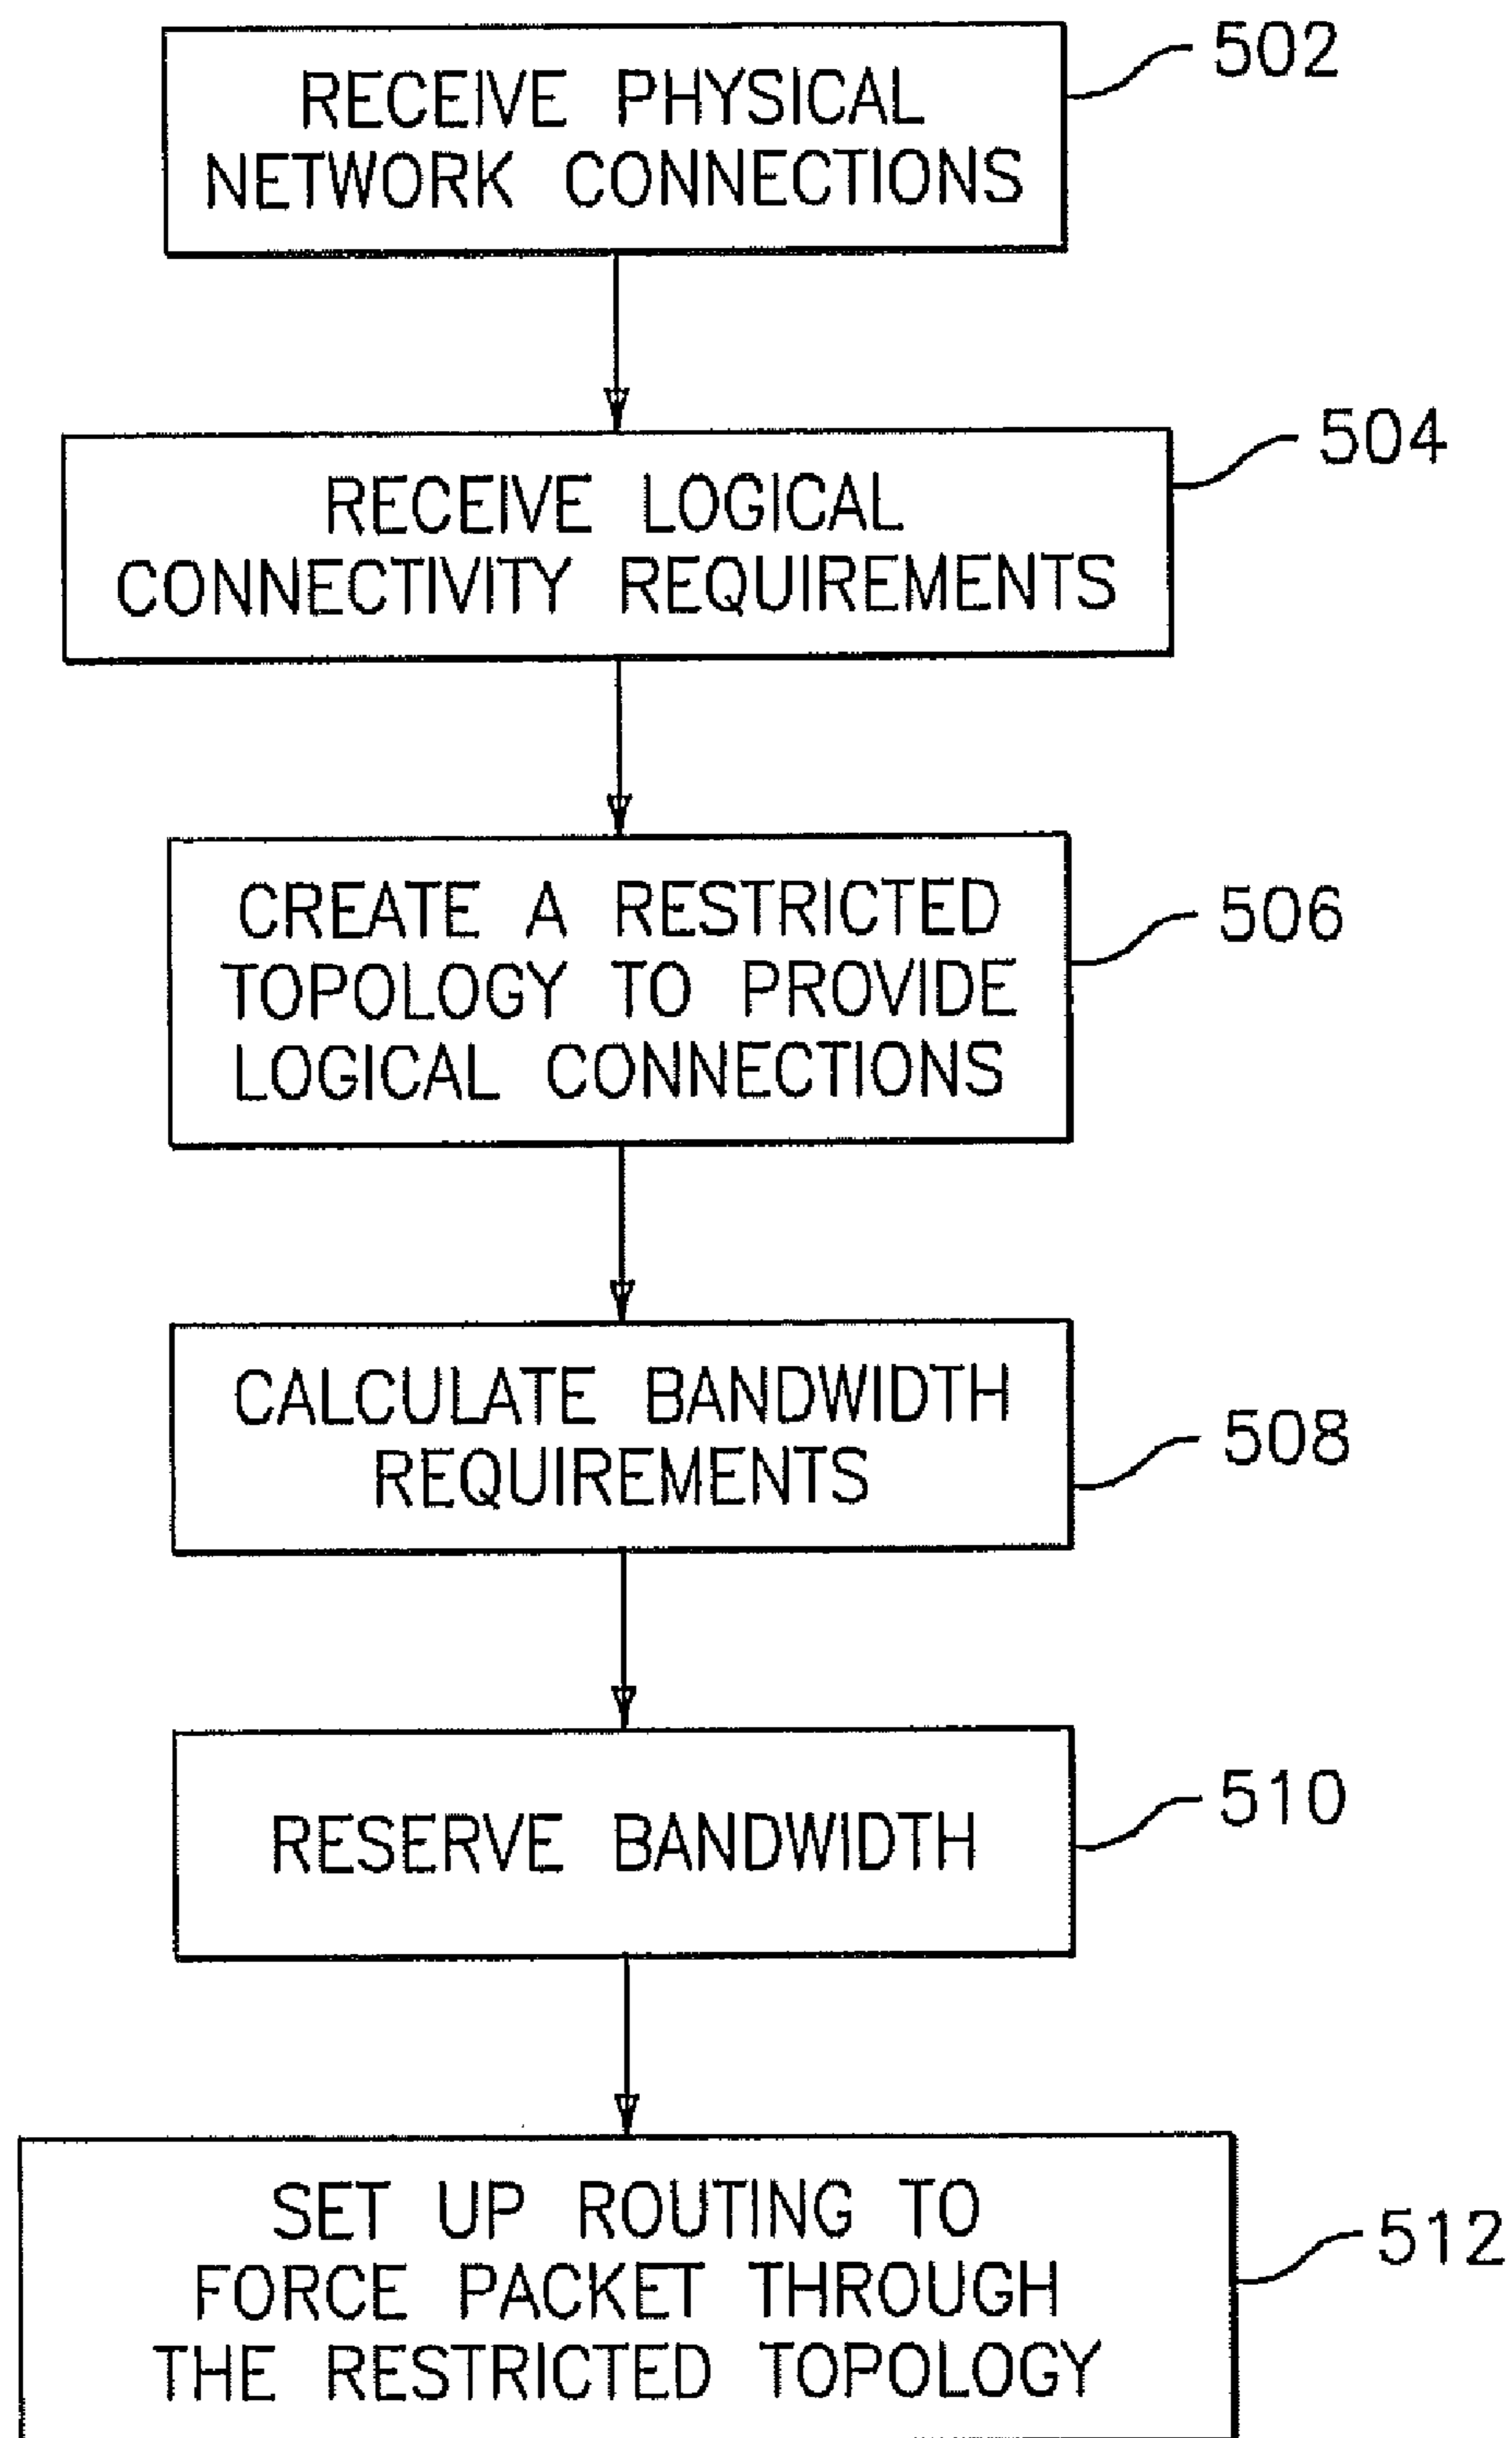 RECEIVE PHYSICAL
NETWORK CONNECTIONS
502
RECEIVE LOGICAL
CONNECTIVITY REQUIREMENTS
504
CREATE A RESTRICTED
TOPOLOGY TO PROVIDE
LOGICAL CONNECTIONS
506
CALCULATE BANDWIDTH
REQUIREMENTS
508
RESERVE BANDWIDTH
510
SET UP ROUTING TO
FORCE PACKET THROUGH
THE RESTRICTED TOPOLOGY
512